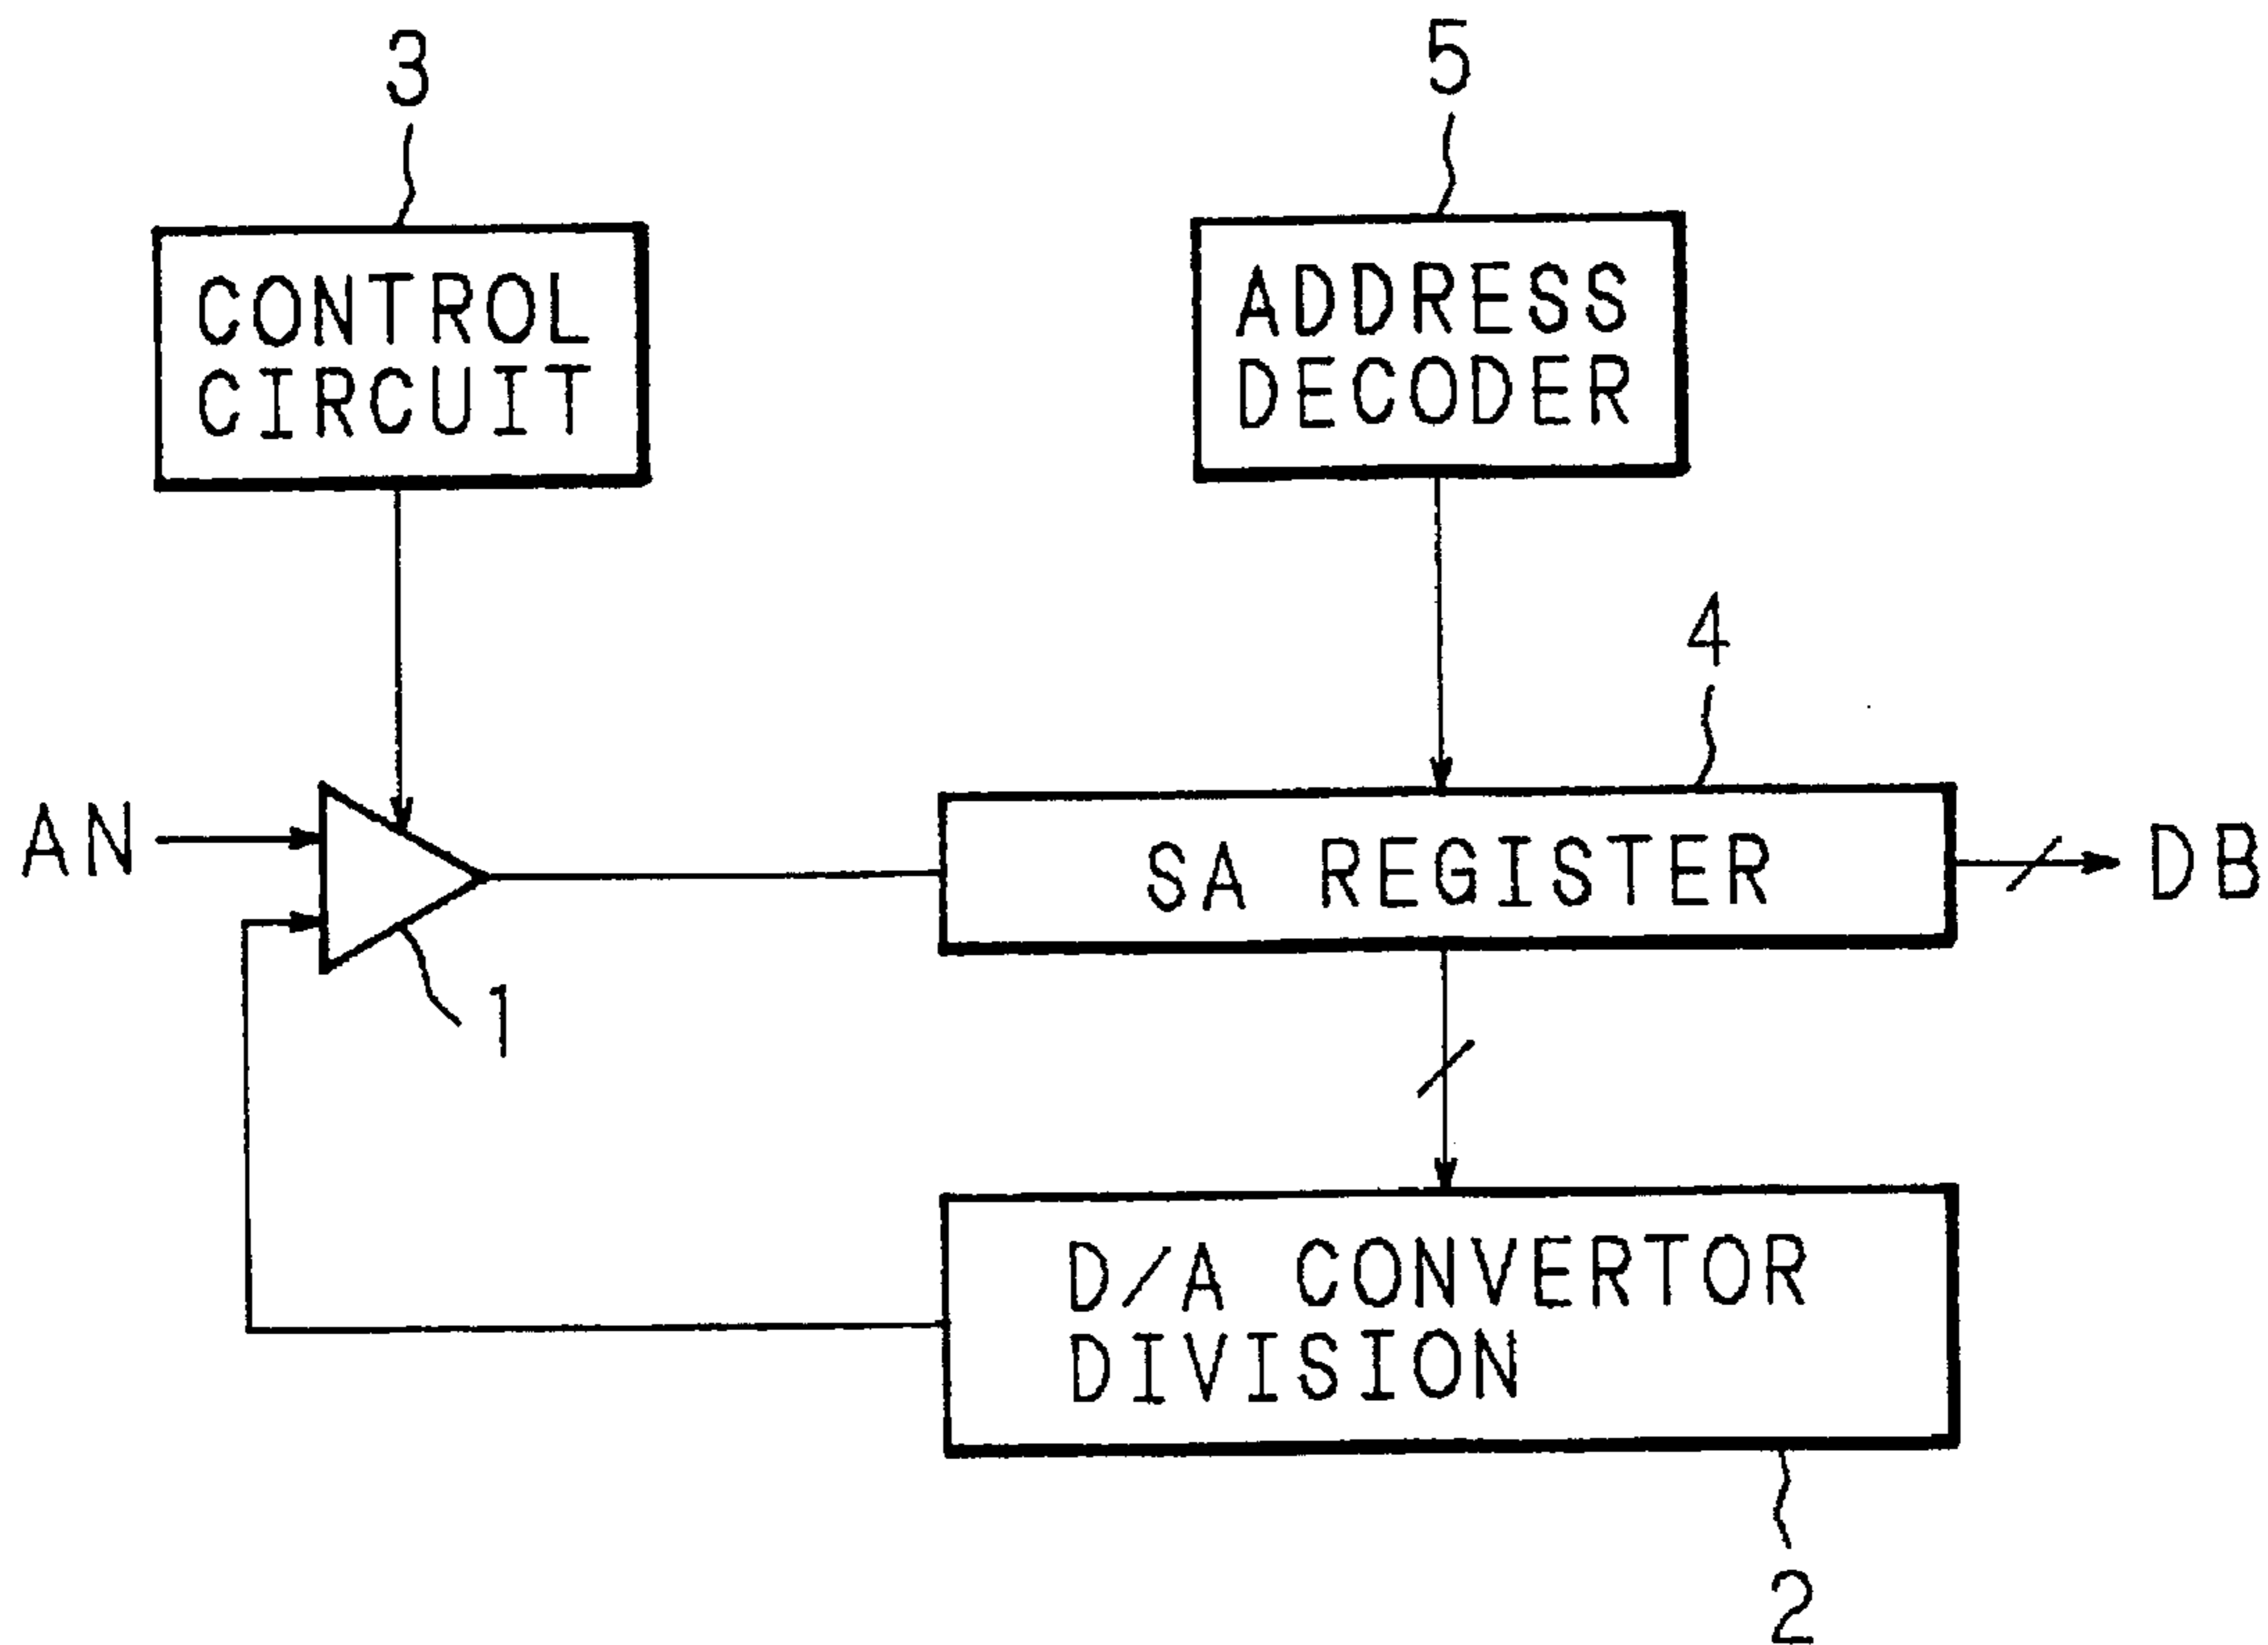 3
5
CONTROL
CIRCUIT
ADDRESS
DECODER
4
AN
SA REGISTER
DB
1
D/A CONVERTOR
DIVISION
2